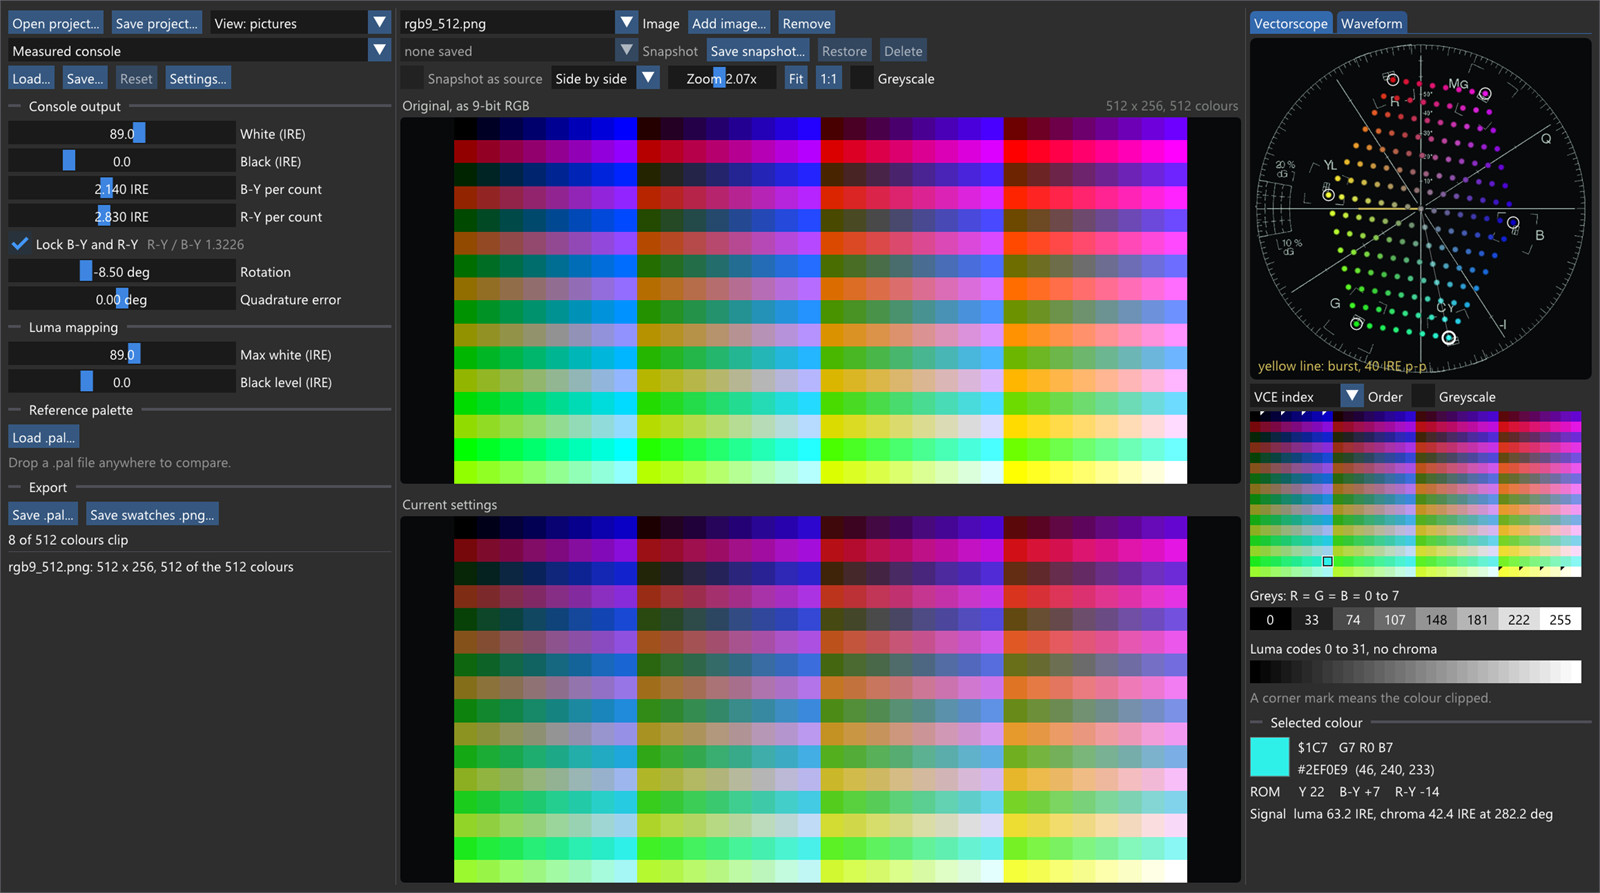 Open project... Save project... View: pictures
Measured console
Load... Save... Reset Settings...
Console output
89.0 White (IRE)
0.0 Black (IRE)
2.140 IRE B-Y per count
2.830 IRE R-Y per count
Lock B-Y and R-Y R-Y / B-Y 1.3226
-8.50 deg Rotation
0.00 deg Quadrature error
Luma mapping
89.0 Max white (IRE)
0.0 Black level (IRE)
Reference palette
Load .pal...
Drop a .pal file anywhere to compare.
Export
Save .pal... Save swatches .png...
8 of 512 colours clip
rgb9_512.png: 512 x 256, 512 of the 512 colours
rgb9_512.png Image Add image... Remove
none saved Snapshot Save snapshot... Restore Delete
Snapshot as source Side by side Zoom 2.07x Fit 1:1 Greyscale
Original, as 9-bit RGB 512 x 256, 512 colours
Current settings
Vectorscope Waveform
MG
R
Q
YL
20 %
dG
B
10 %
dG
G
CY
-I
50°
40°
30°
20°
10°
yellow line: burst, 40 IRE p-p
VCE index Order Greyscale
Greys: R = G = B = 0 to 7
0 33 74 107 148 181 222 255
Luma codes 0 to 31, no chroma
A corner mark means the colour clipped.
Selected colour
$1C7 G7 R0 B7
#2EF0E9 (46, 240, 233)
ROM Y 22 B-Y +7 R-Y -14
Signal luma 63.2 IRE, chroma 42.4 IRE at 282.2 deg